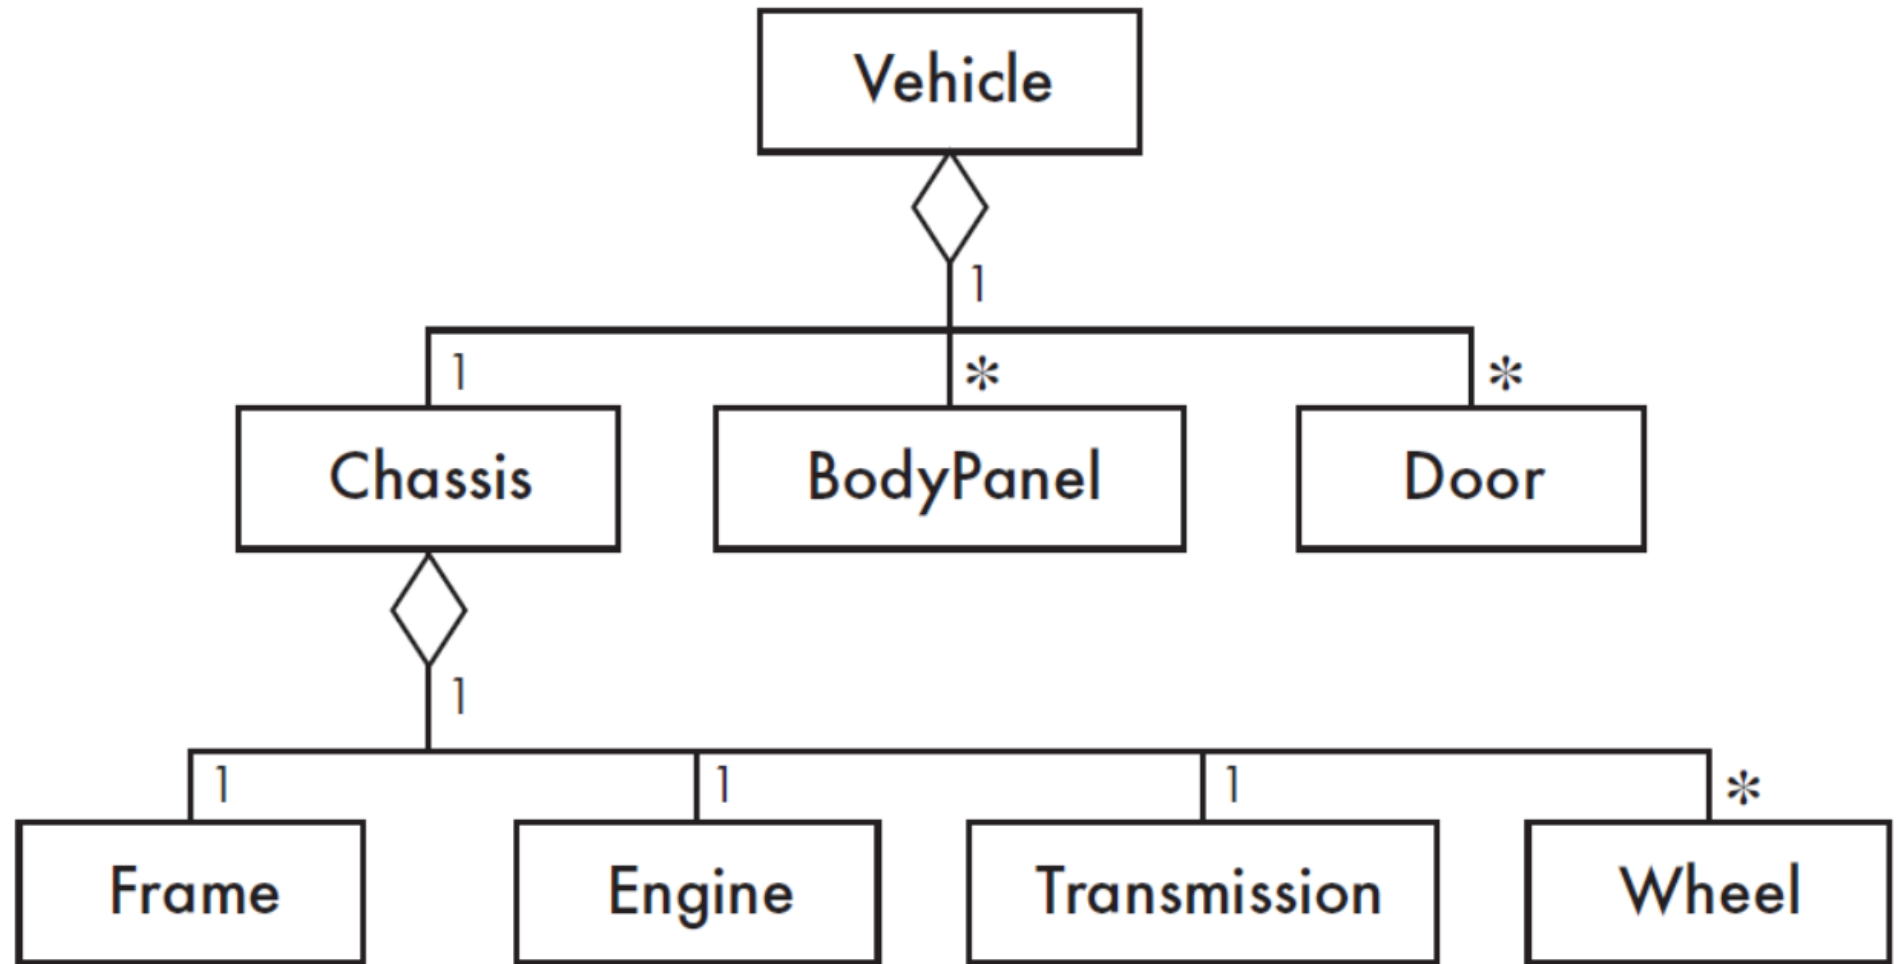 Vehicle
1
1 * *
Chassis BodyPanel Door
1
1 1 1 *
Frame Engine Transmission Wheel